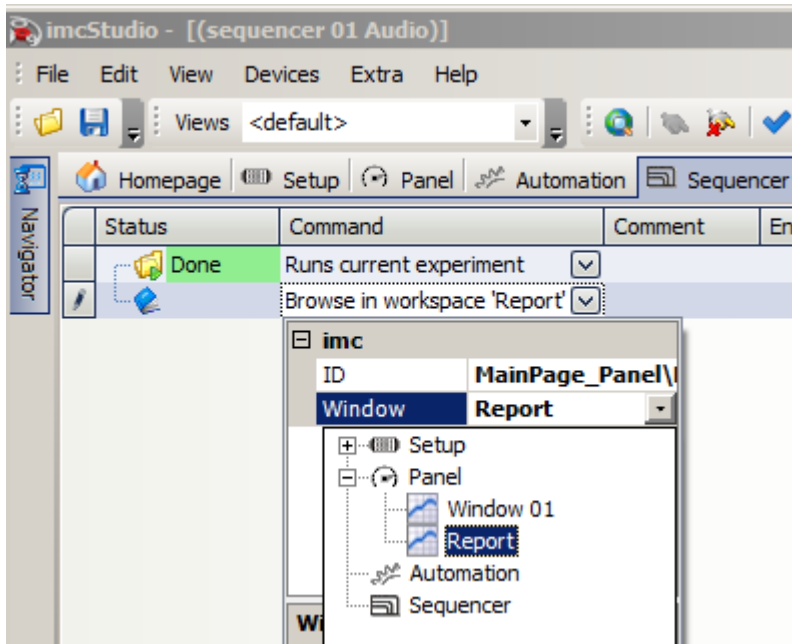 imcStudio - [(sequencer 01 Audio)]
File Edit View Devices Extra Help
Views <default>
Homepage Setup Panel Automation Sequencer
Navigator
Status Command Comment En
Done Runs current experiment
Browse in workspace 'Report'
imc
ID MainPage_Panel\
Window Report
Setup
Panel
Window 01
Report
Automation
Sequencer
Wi